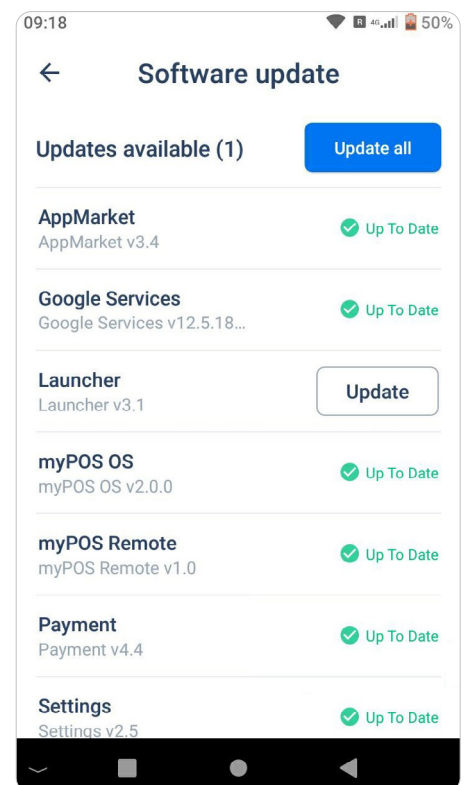 09:18 R 4G 50%
Software update
Updates available (1) Update all
AppMarket
AppMarket v3.4 Up To Date
Google Services
Google Services v12.5.18... Up To Date
Launcher
Launcher v3.1 Update
myPOS OS
myPOS OS v2.0.0 Up To Date
myPOS Remote
myPOS Remote v1.0 Up To Date
Payment
Payment v4.4 Up To Date
Settings
Settings v2.5 Up To Date